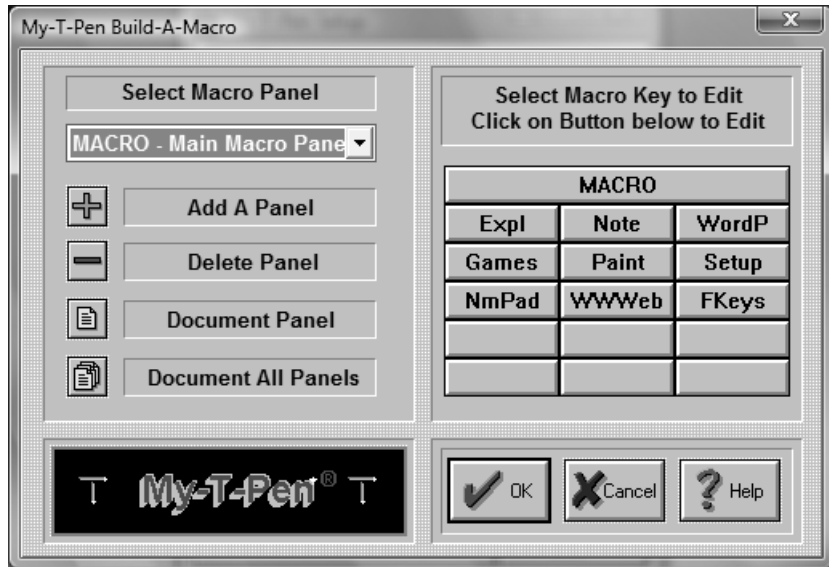 My-T-Pen Build-A-Macro
Select Macro Panel
MACRO - Main Macro Pane
Add A Panel
Delete Panel
Document Panel
Document All Panels
Select Macro Key to Edit
Click on Button below to Edit
MACRO
Expl Note WordP
Games Paint Setup
NmPad WWWeb FKeys
T My-T-Pen® T
OK Cancel Help